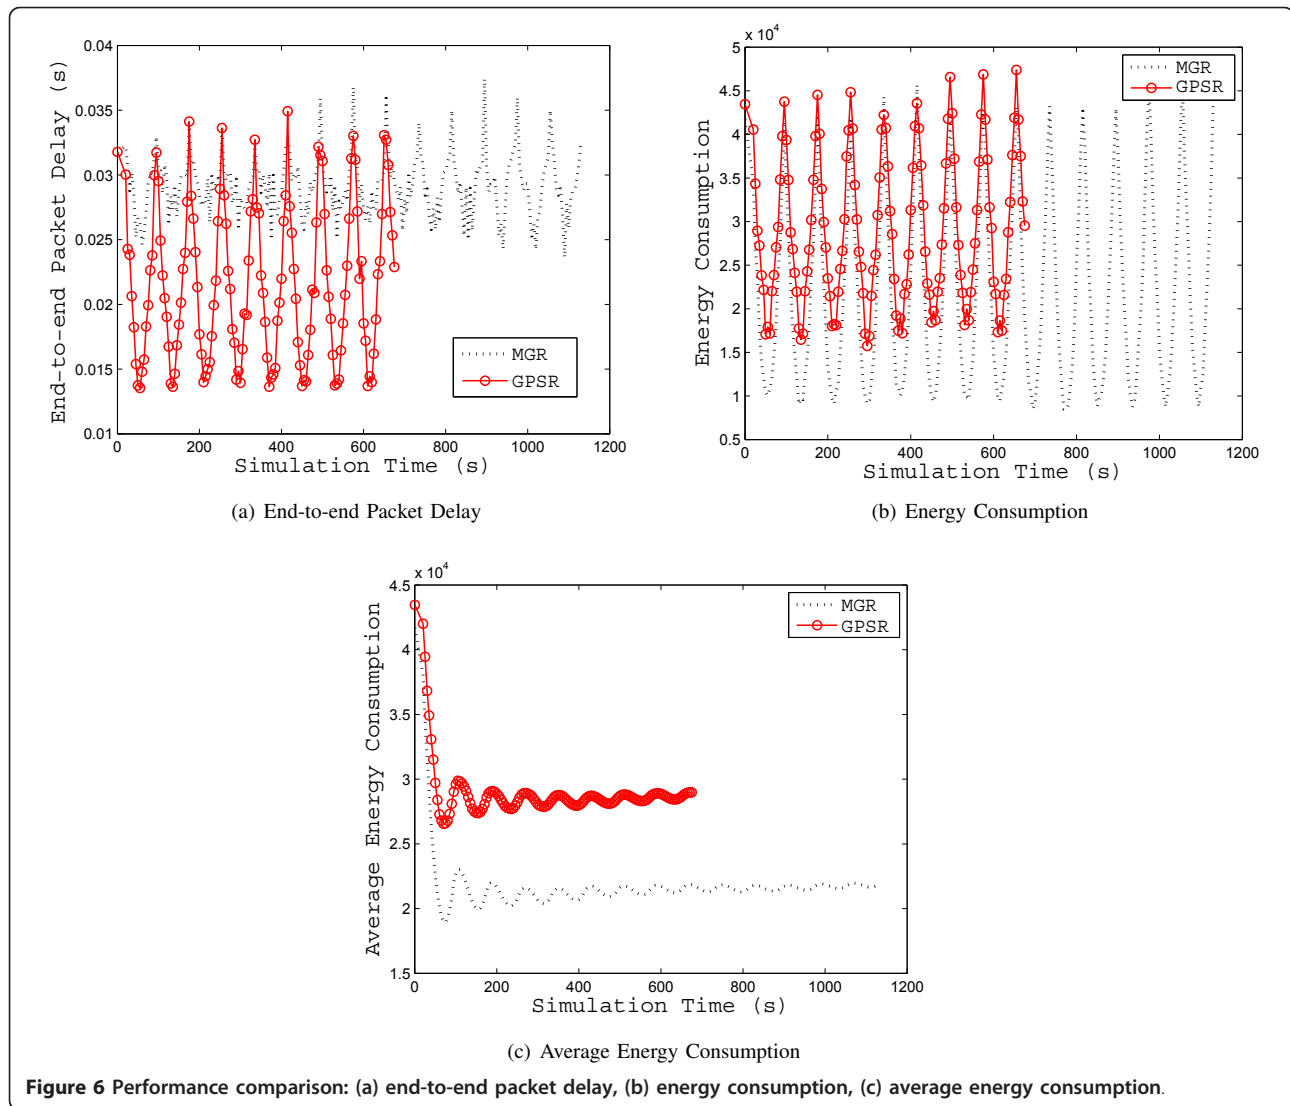 0.04
0.035
0.03
0.025
0.02
0.015
0.01
0
200
400
600
800
1000
1200
End-to-end Packet Delay (s)
Simulation Time (s)
MGR
GPSR
(a) End-to-end Packet Delay
x 10⁴
5
4.5
4
3.5
3
2.5
2
1.5
1
0.5
0
200
400
600
800
1000
1200
Energy Consumption
Simulation Time (s)
MGR
GPSR
(b) Energy Consumption
x 10⁴
4.5
4
3.5
3
2.5
2
1.5
0
200
400
600
800
1000
1200
Average Energy Consumption
Simulation Time (s)
MGR
GPSR
(c) Average Energy Consumption
Figure 6 Performance comparison: (a) end-to-end packet delay, (b) energy consumption, (c) average energy consumption.